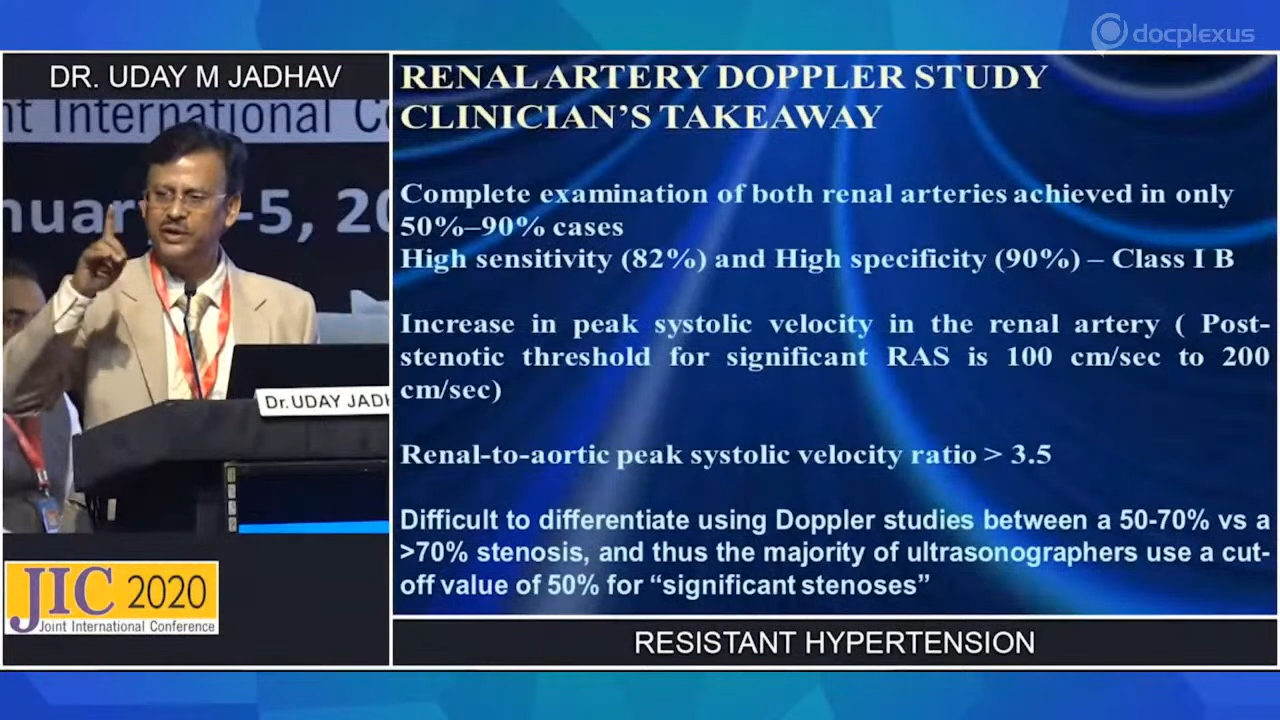 docplexus
DR. UDAY M JADHAV
nt International Co
nuary -5, 20
Dr. UDAY JADH
JIC 2020
Joint International Conference
RENAL ARTERY DOPPLER STUDY
CLINICIAN'S TAKEAWAY
Complete examination of both renal arteries achieved in only
50%–90% cases
High sensitivity (82%) and High specificity (90%) – Class I B
Increase in peak systolic velocity in the renal artery ( Post-
stenotic threshold for significant RAS is 100 cm/sec to 200
cm/sec)
Renal-to-aortic peak systolic velocity ratio > 3.5
Difficult to differentiate using Doppler studies between a 50-70% vs a
>70% stenosis, and thus the majority of ultrasonographers use a cut-
off value of 50% for “significant stenoses”
RESISTANT HYPERTENSION